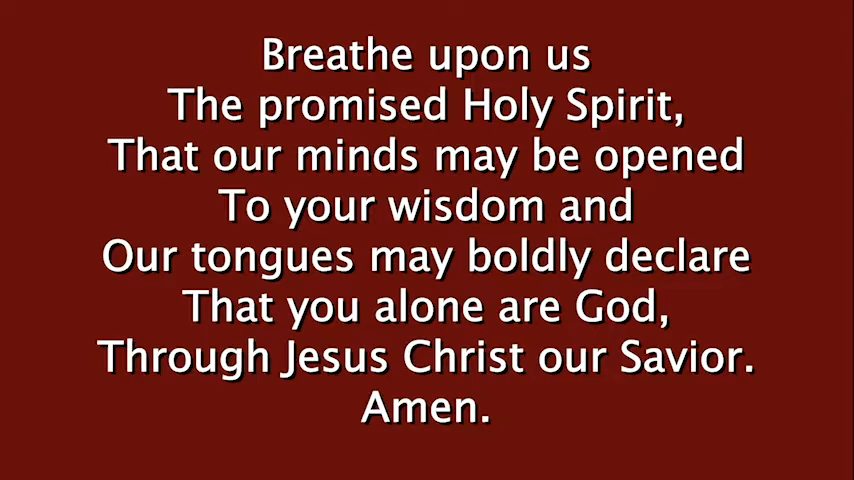 Breathe upon us
The promised Holy Spirit,
That our minds may be opened
To your wisdom and
Our tongues may boldly declare
That you alone are God,
Through Jesus Christ our Savior.
Amen.